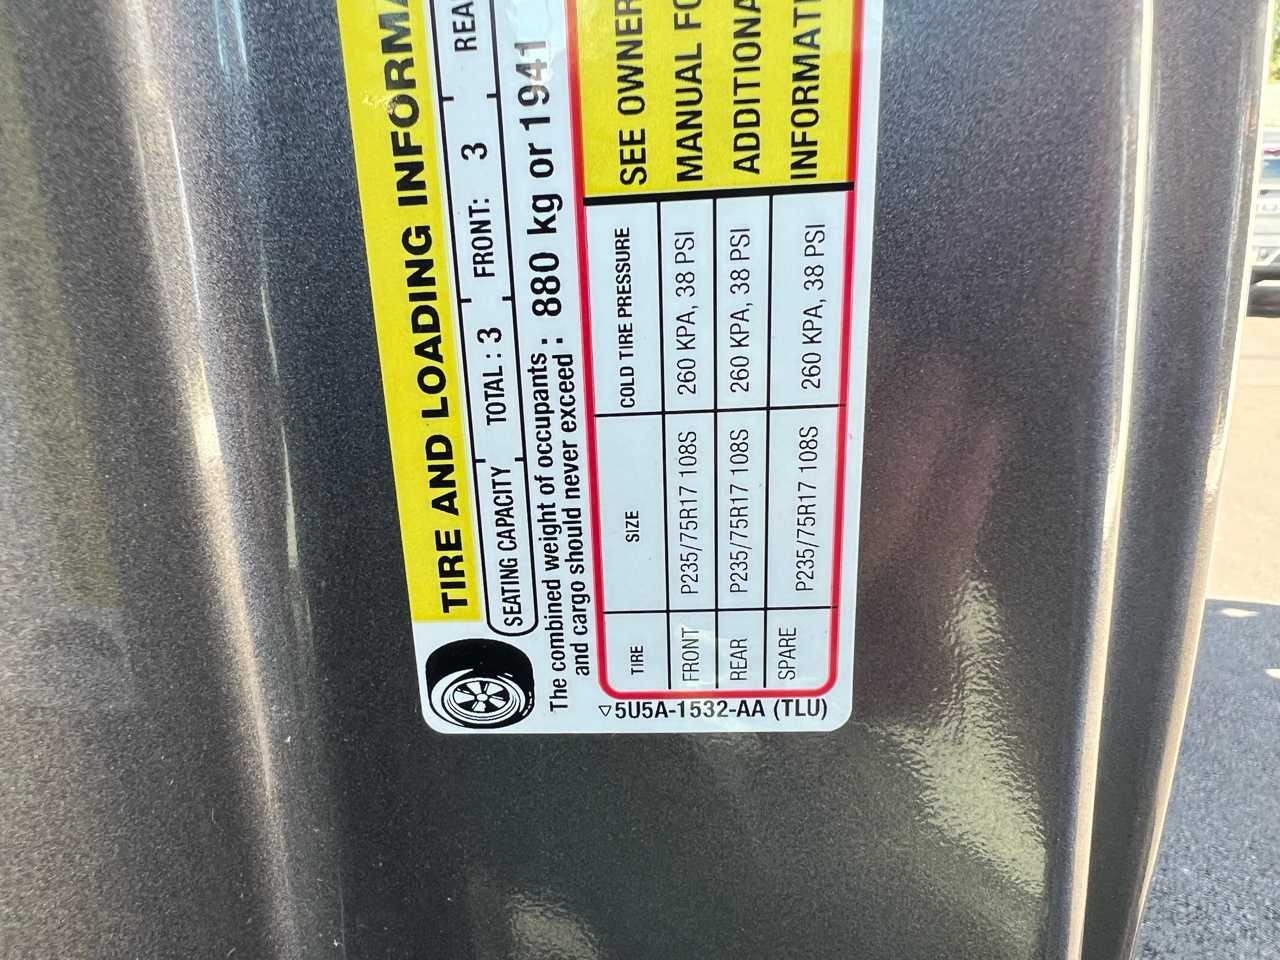 TIRE AND LOADING INFORMA
SEATING CAPACITY TOTAL : 3 FRONT: 3 REA
The combined weight of occupants :
and cargo should never exceed : 880 kg or 1941
TIRE SIZE COLD TIRE PRESSURE
FRONT P235/75R17 108S 260 KPA, 38 PSI
REAR P235/75R17 108S 260 KPA, 38 PSI
SPARE P235/75R17 108S 260 KPA, 38 PSI
SEE OWNER
MANUAL FO
ADDITIONA
INFORMATI
5U5A-1532-AA (TLU)